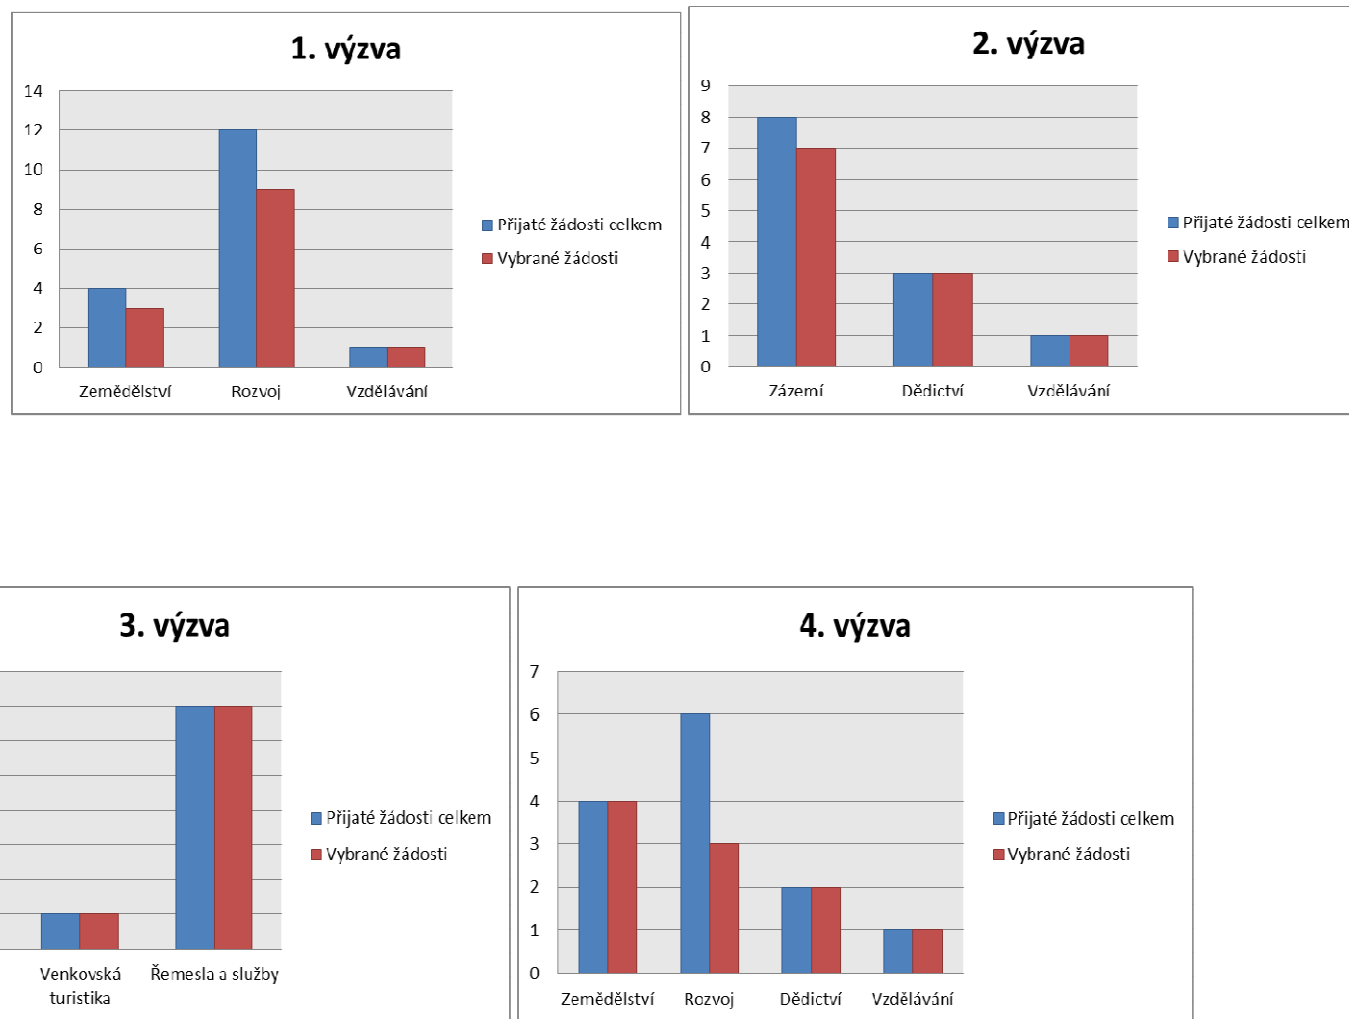 1. výzva
14
12
10
8
6
4
2
0
Zemědělství Rozvoj Vzdělávání
Přijaté žádosti celkem
Vybrané žádosti
2. výzva
9
8
7
6
5
4
3
2
1
0
Zázemí Dědictví Vzdělávání
Přijaté žádosti celkem
Vybrané žádosti
3. výzva
Venkovská turistika
Řemesla a služby
Přijaté žádosti celkem
Vybrané žádosti
4. výzva
7
6
5
4
3
2
1
0
Zemědělství Rozvoj Dědictví Vzdělávání
Přijaté žádosti celkem
Vybrané žádosti